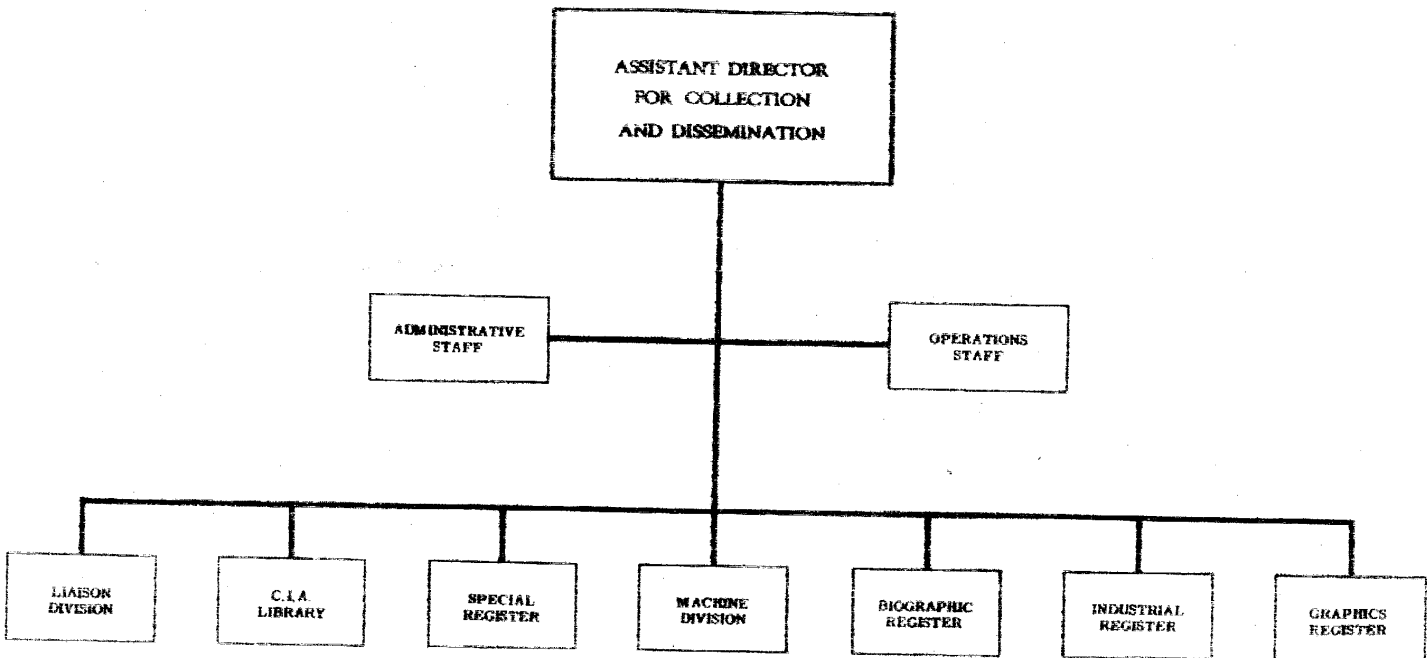 ASSISTANT DIRECTOR
FOR COLLECTION
AND DISSEMINATION
ADMINISTRATIVE
STAFF
OPERATIONS
STAFF
LIAISON
DIVISION
C.I.A.
LIBRARY
SPECIAL
REGISTER
MACHINE
DIVISION
BIOGRAPHIC
REGISTER
INDUSTRIAL
REGISTER
GRAPHICS
REGISTER